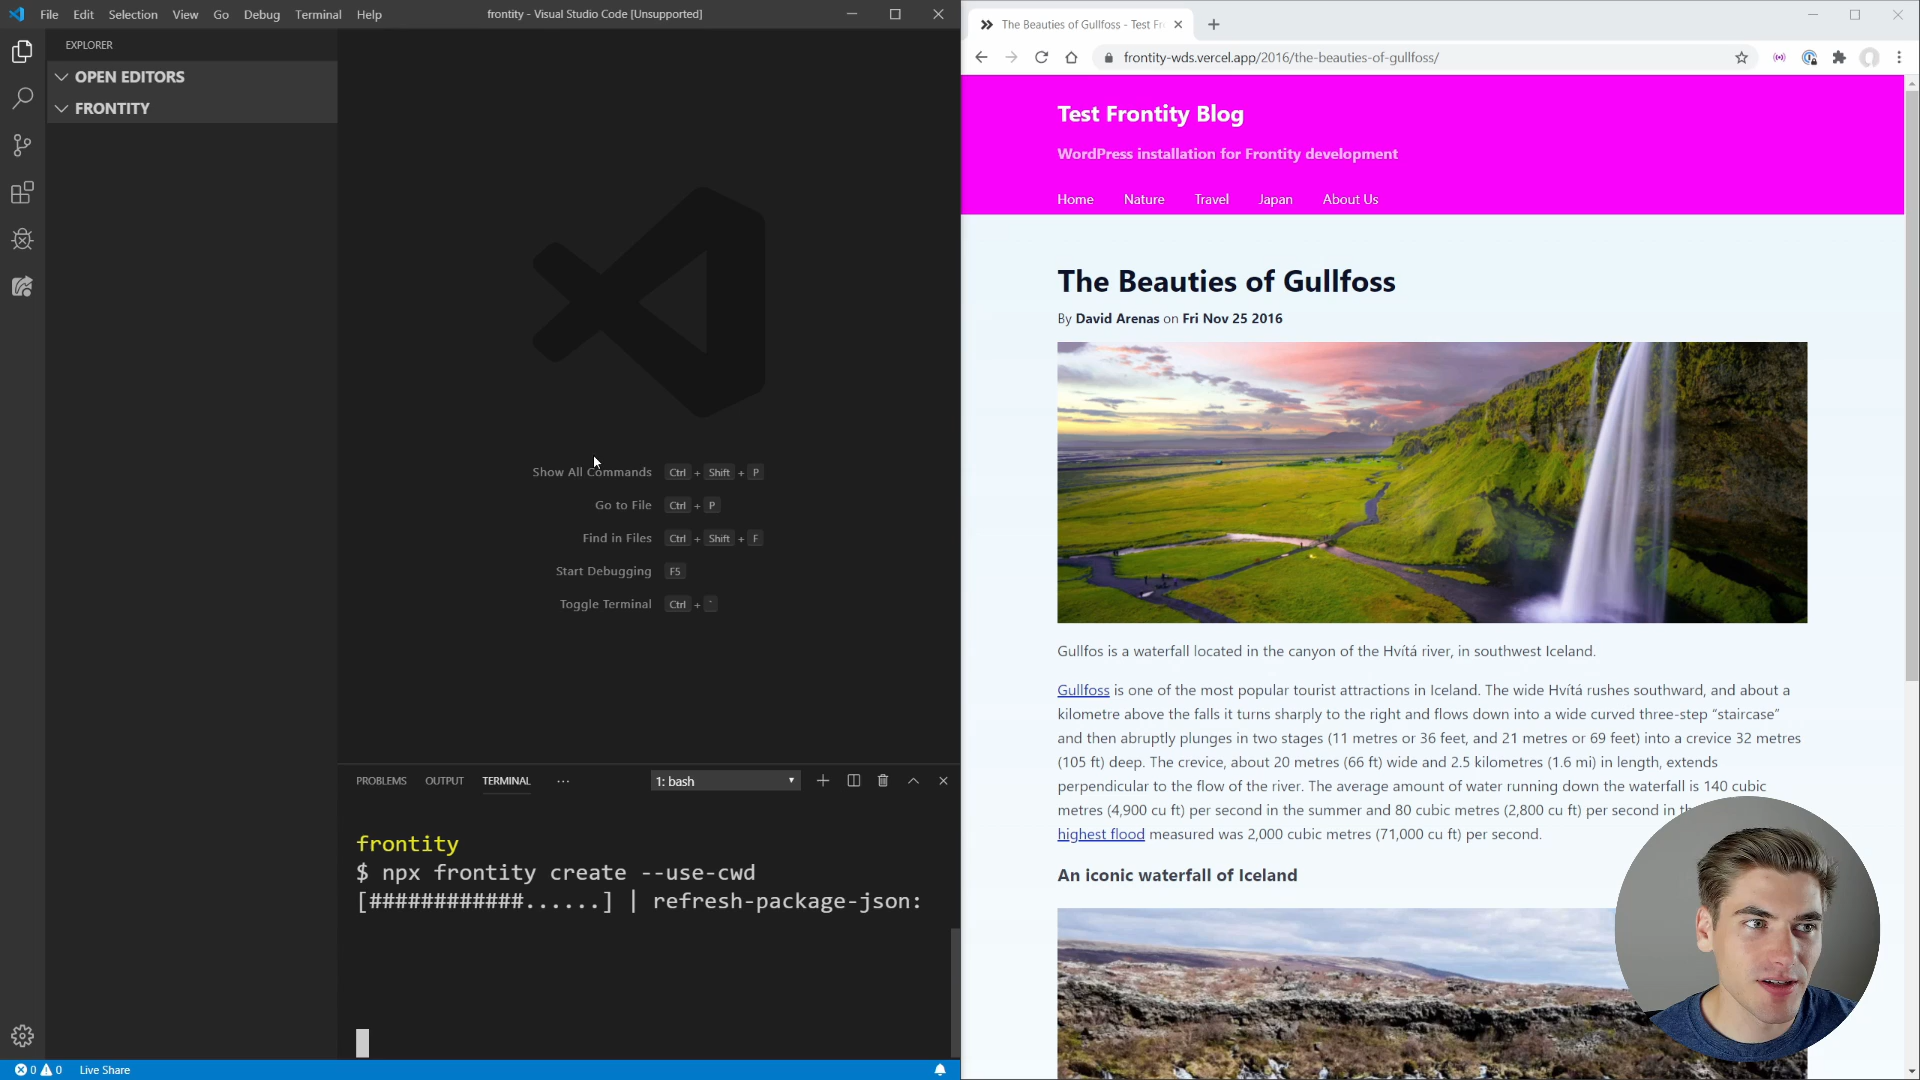 File Edit Selection View Go Debug Terminal Help
frontity - Visual Studio Code [Unsupported]
EXPLORER
OPEN EDITORS
FRONTITY
Show All Commands Ctrl + Shift + P
Go to File Ctrl + P
Find in Files Ctrl + Shift + F
Start Debugging F5
Toggle Terminal Ctrl + `
PROBLEMS OUTPUT TERMINAL ...
1: bash
frontity
$ npx frontity create --use-cwd
[############......] | refresh-package-json:
0 0 Live Share
The Beauties of Gullfoss - Test Fr
frontity-wds.vercel.app/2016/the-beauties-of-gullfoss/
Test Frontity Blog
WordPress installation for Frontity development
Home Nature Travel Japan About Us
The Beauties of Gullfoss
By David Arenas on Fri Nov 25 2016
Gullfos is a waterfall located in the canyon of the Hvítá river, in southwest Iceland.
Gullfoss is one of the most popular tourist attractions in Iceland. The wide Hvítá rushes southward, and about a
kilometre above the falls it turns sharply to the right and flows down into a wide curved three-step “staircase”
and then abruptly plunges in two stages (11 metres or 36 feet, and 21 metres or 69 feet) into a crevice 32 metres
(105 ft) deep. The crevice, about 20 metres (66 ft) wide and 2.5 kilometres (1.6 mi) in length, extends
perpendicular to the flow of the river. The average amount of water running down the waterfall is 140 cubic
metres (4,900 cu ft) per second in the summer and 80 cubic metres (2,800 cu ft) per second in
highest flood measured was 2,000 cubic metres (71,000 cu ft) per second.
An iconic waterfall of Iceland